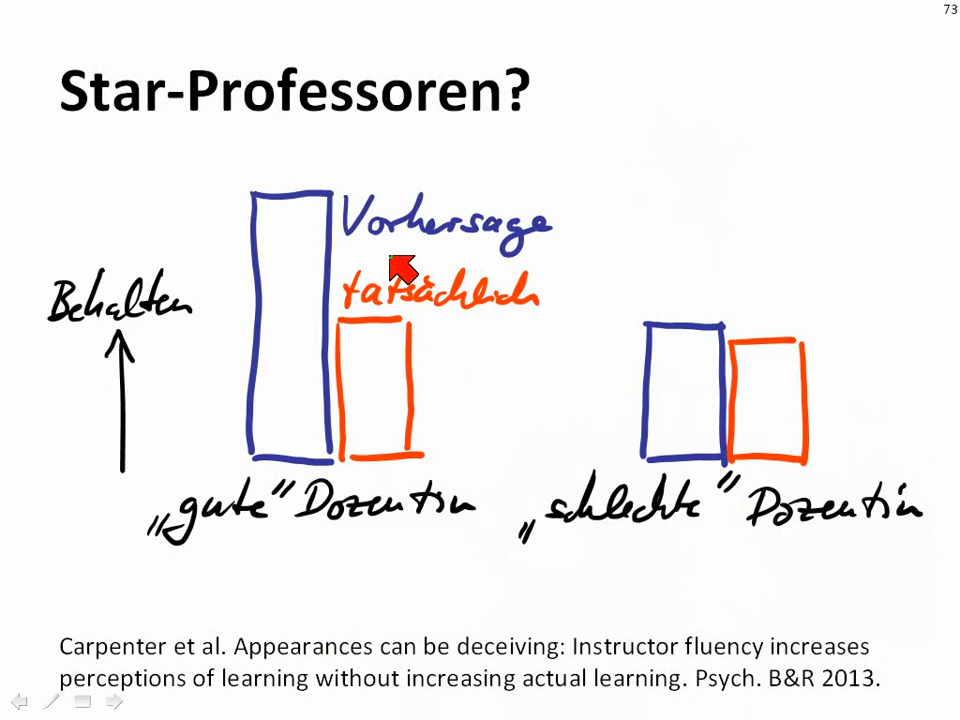 73
Star-Professoren?
Vorhersage
tatsächlich
Behalten
„gute" Dozentin
„schlechte" Dozentin
Carpenter et al. Appearances can be deceiving: Instructor fluency increases
perceptions of learning without increasing actual learning. Psych. B&R 2013.